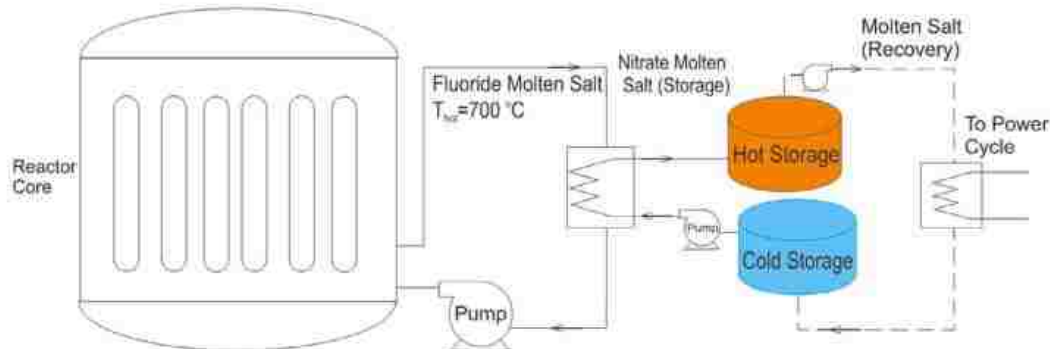 Molten Salt
(Recovery)
Nitrate Molten
Salt (Storage)
Fluoride Molten Salt
T_hot=700 °C
To Power
Cycle
Reactor
Core
Hot Storage
Pump
Cold Storage
Pump